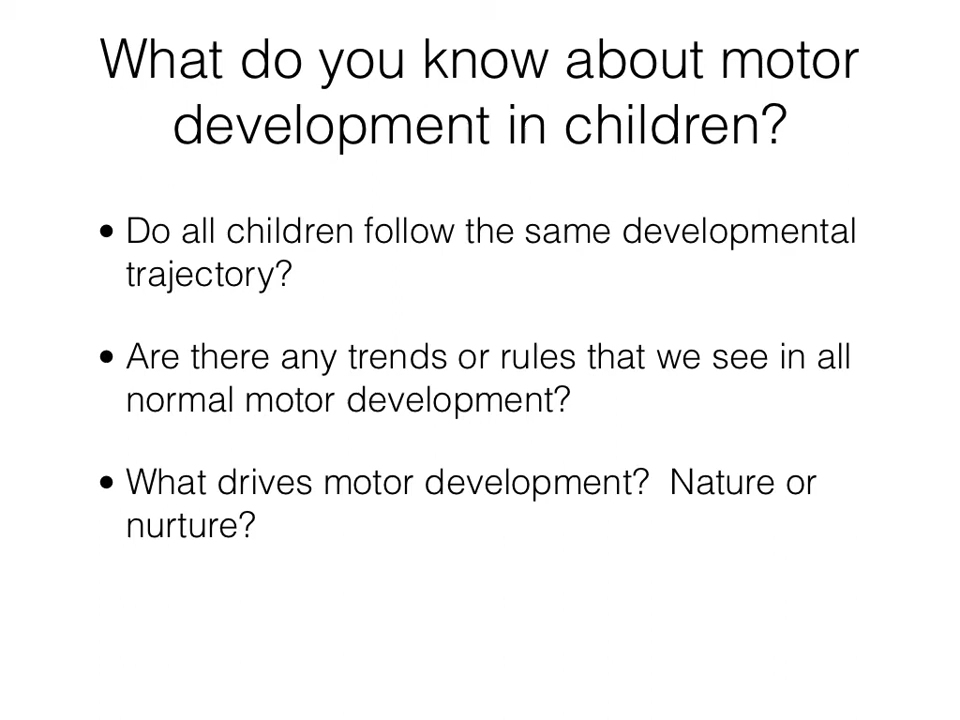 What do you know about motor
development in children?
• Do all children follow the same developmental
trajectory?
• Are there any trends or rules that we see in all
normal motor development?
• What drives motor development?  Nature or
nurture?